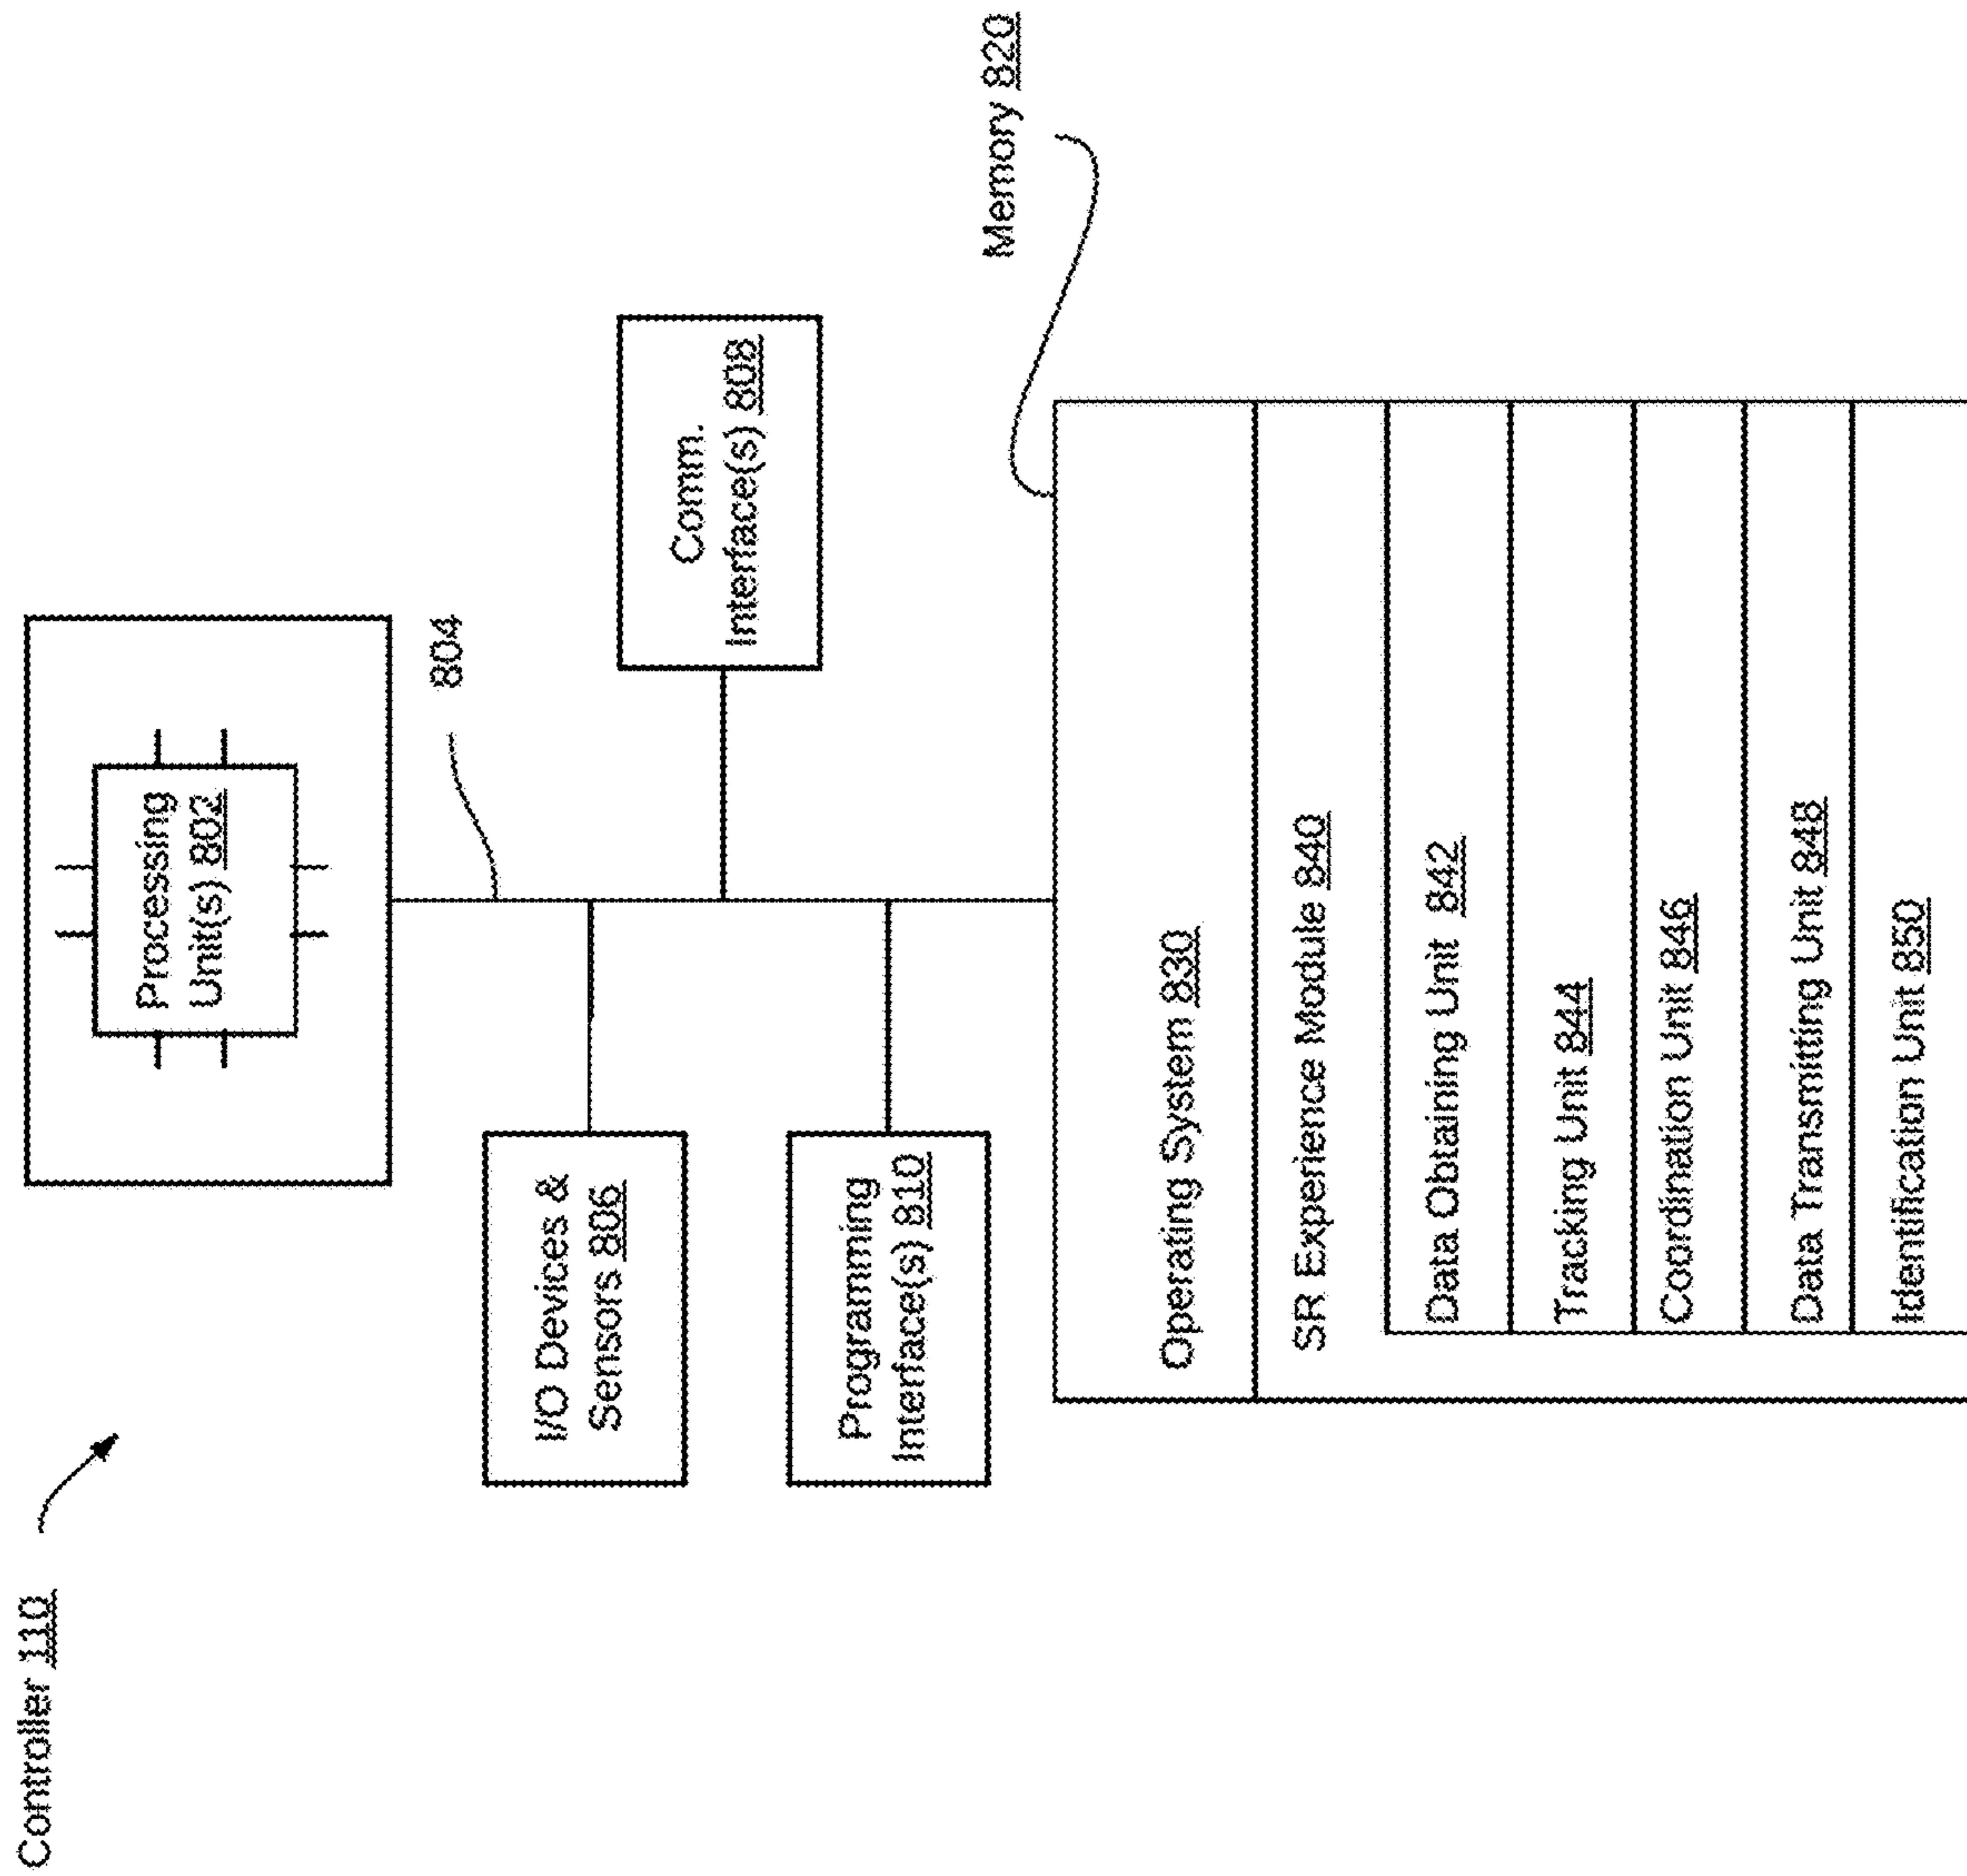 Controller 110
Processing
Unit(s) 802
804
I/O Devices &
Sensors 806
Comm.
Interface(s) 808
Programming
Interface(s) 810
Memory 820
Operating System 830
SR Experience Module 840
Data Obtaining Unit 842
Tracking Unit 844
Coordination Unit 846
Data Transmitting Unit 848
Identification Unit 850